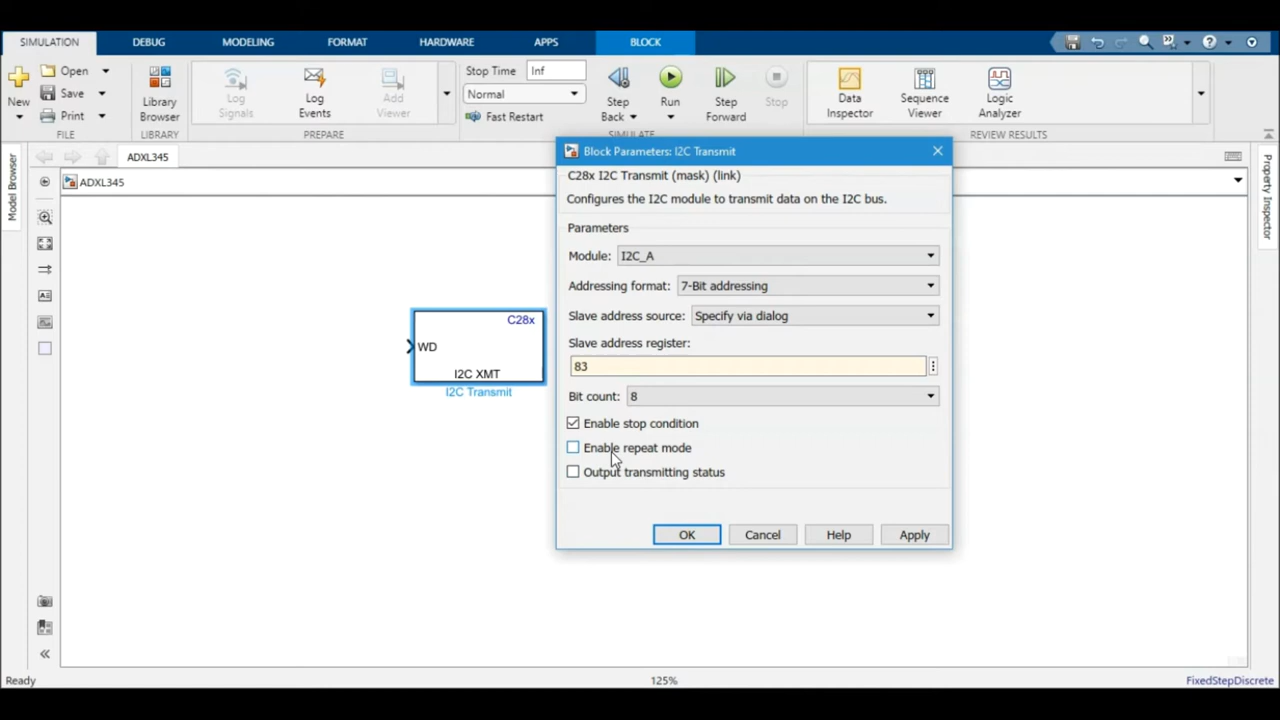 SIMULATION DEBUG MODELING FORMAT HARDWARE APPS BLOCK
New
Open
Save
Print
FILE
Library
Browser
LIBRARY
Log
Signals
Log
Events
Add
Viewer
PREPARE
Stop Time Inf
Normal
Fast Restart
Step
Back
Run
Step
Forward
Stop
SIMULATE
Data
Inspector
Sequence
Viewer
Logic
Analyzer
REVIEW RESULTS
ADXL345
ADXL345
Model Browser
Property Inspector
C28x
WD
I2C XMT
I2C Transmit
Block Parameters: I2C Transmit
C28x I2C Transmit (mask) (link)
Configures the I2C module to transmit data on the I2C bus.
Parameters
Module: I2C_A
Addressing format: 7-Bit addressing
Slave address source: Specify via dialog
Slave address register:
83
Bit count: 8
Enable stop condition
Enable repeat mode
Output transmitting status
OK Cancel Help Apply
Ready 125% FixedStepDiscrete